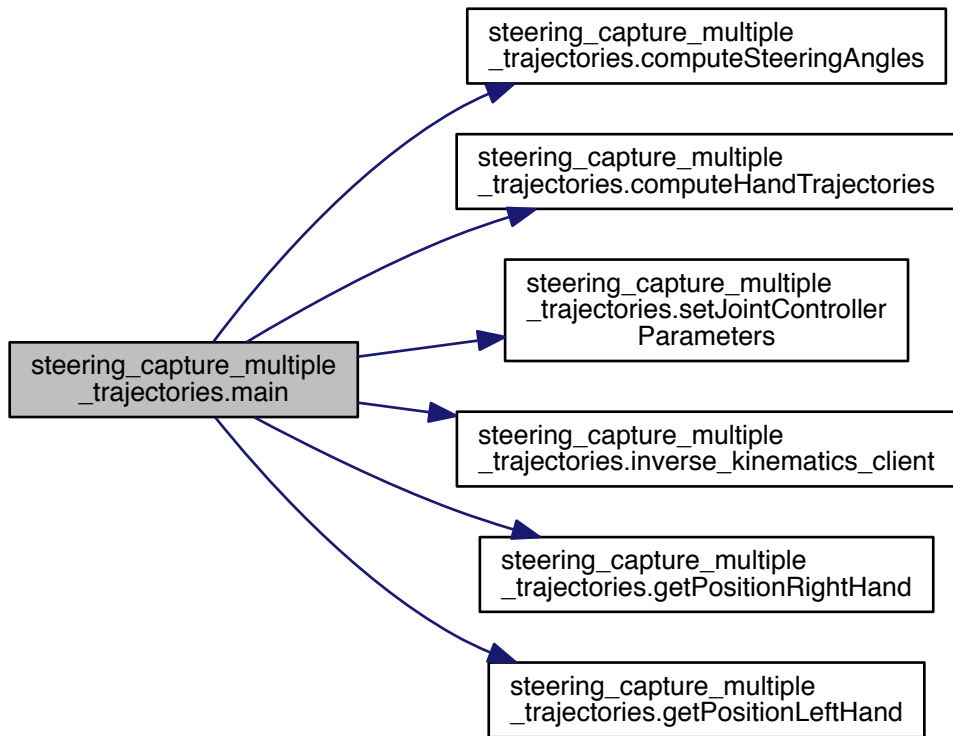 steering_capture_multiple
_trajectories.computeSteeringAngles
steering_capture_multiple
_trajectories.computeHandTrajectories
steering_capture_multiple
_trajectories.setJointController
Parameters
steering_capture_multiple
_trajectories.main
steering_capture_multiple
_trajectories.inverse_kinematics_client
steering_capture_multiple
_trajectories.getPositionRightHand
steering_capture_multiple
_trajectories.getPositionLeftHand